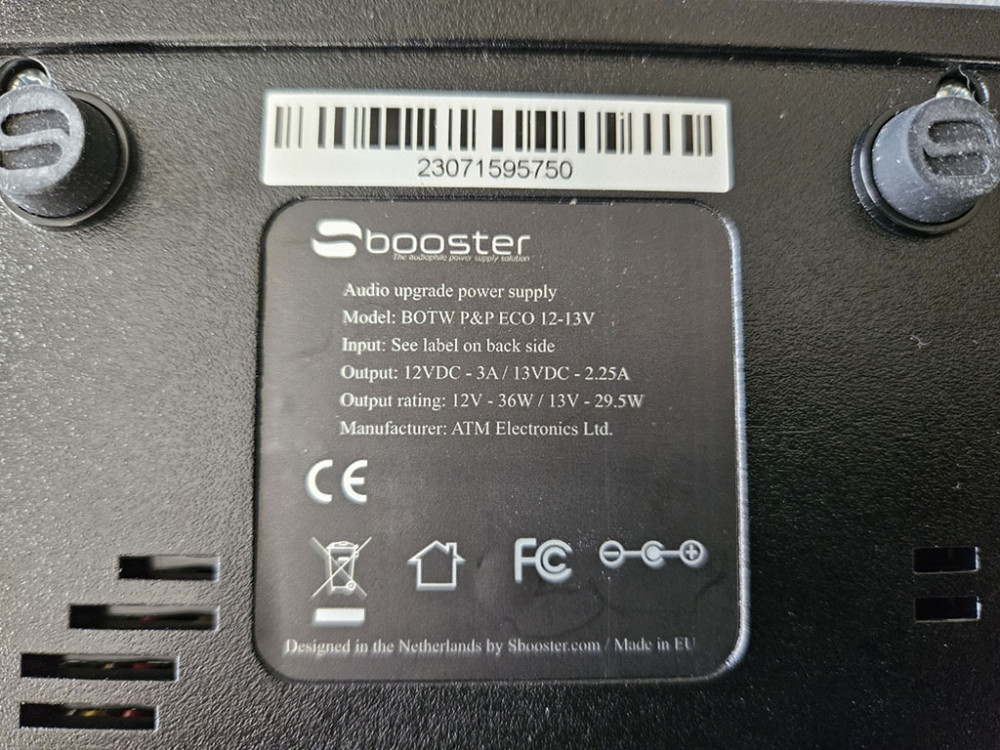 23071595750
Sbooster
The audiophile power supply solution
Audio upgrade power supply
Model: BOTW P&P ECO 12-13V
Input: See label on back side
Output: 12VDC - 3A / 13VDC - 2.25A
Output rating: 12V - 36W / 13V - 29.5W
Manufacturer: ATM Electronics Ltd.
CE
FC
Designed in the Netherlands by Sbooster.com / Made in EU